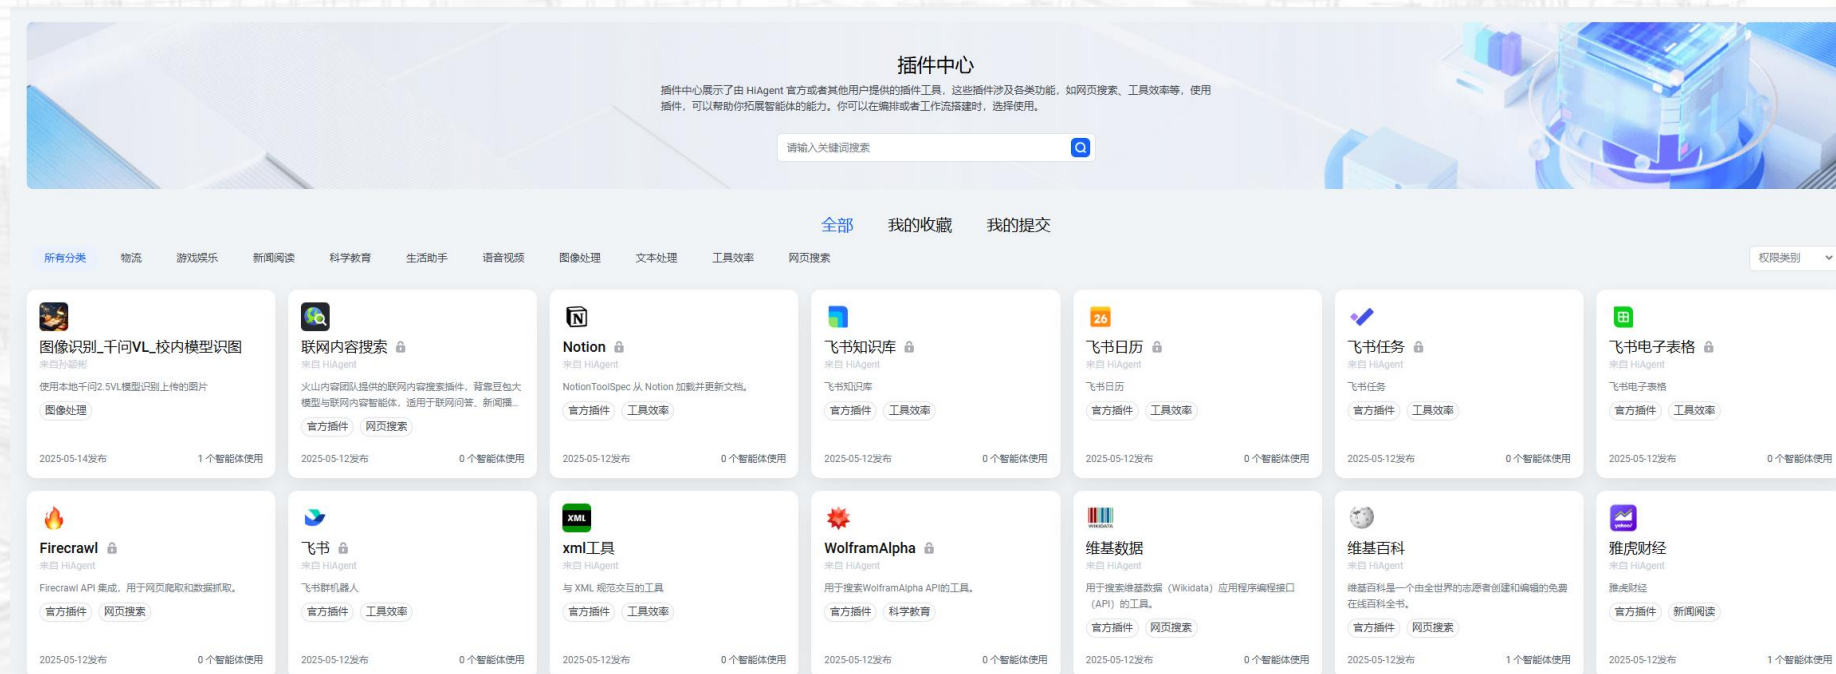 插件中心
插件中心展示了由 HiAgent 官方或者其他用户提供的插件工具，这些插件涉及各类功能，如网页搜索、工具效率等，使用
插件，可以帮助你拓展智能体的能力。你可以在编排或者工作流搭建时，选择使用。
请输入关键词搜索
全部 我的收藏 我的提交
所有分类 物流 游戏娱乐 新闻阅读 科学教育 生活助手 语音视频 图像处理 文本处理 工具效率 网页搜索 权限类别
图像识别_千问VL_校内模型识图
来自孙颖彬
使用本地千问2.5VL模型识别上传的图片
图像处理
2025-05-14发布 1 个智能体使用
联网内容搜索
来自 HiAgent
火山内容团队提供的联网内容搜索插件，背靠豆包大
模型与联网内容智能体，适用于联网问答、新闻播...
官方插件 网页搜索
2025-05-12发布 0 个智能体使用
Notion
来自 HiAgent
NotionToolSpec 从 Notion 加载并更新文档。
官方插件 工具效率
2025-05-12发布 0 个智能体使用
飞书知识库
来自 HiAgent
飞书知识库
官方插件 工具效率
2025-05-12发布 0 个智能体使用
26
飞书日历
来自 HiAgent
飞书日历
官方插件 工具效率
2025-05-12发布 0 个智能体使用
飞书任务
来自 HiAgent
飞书任务
官方插件 工具效率
2025-05-12发布 0 个智能体使用
飞书电子表格
来自 HiAgent
飞书电子表格
官方插件 工具效率
2025-05-12发布 0 个智能体使用
Firecrawl
来自 HiAgent
Firecrawl API 集成，用于网页爬取和数据抓取。
官方插件 网页搜索
2025-05-12发布 0 个智能体使用
飞书
来自 HiAgent
飞书群机器人
官方插件 工具效率
2025-05-12发布 0 个智能体使用
XML
xml工具
来自 HiAgent
与 XML 规范交互的工具
官方插件 工具效率
2025-05-12发布 0 个智能体使用
WolframAlpha
来自 HiAgent
用于搜索WolframAlpha API的工具。
官方插件 科学教育
2025-05-12发布 0 个智能体使用
WIKIDATA
维基数据
来自 HiAgent
用于搜索维基数据（Wikidata）应用程序编程接口
（API）的工具。
官方插件 网页搜索
2025-05-12发布 0 个智能体使用
维基百科
来自 HiAgent
维基百科是一个由全世界的志愿者创建和编辑的免费
在线百科全书。
官方插件 网页搜索
2025-05-12发布 1 个智能体使用
yahoo!
雅虎财经
来自 HiAgent
雅虎财经
官方插件 新闻阅读
2025-05-12发布 1 个智能体使用